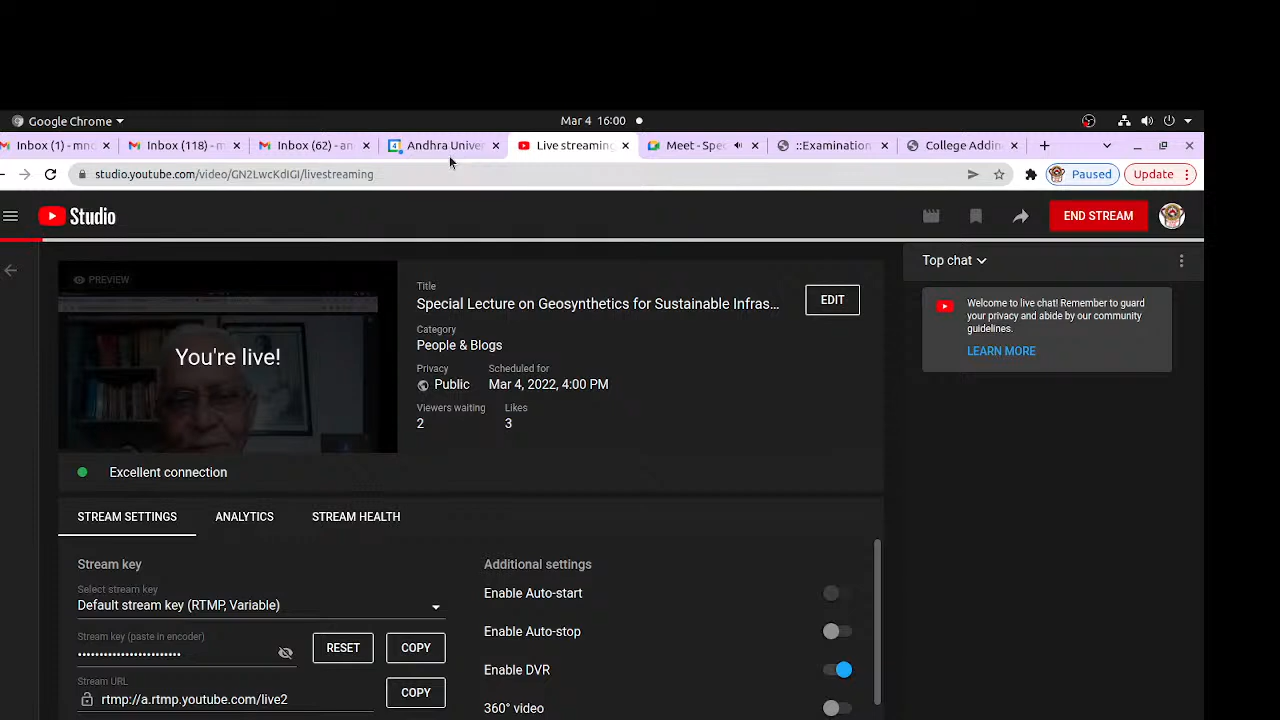 Google Chrome
Mar 4 16:00
Inbox (1) - mno
Inbox (118) - m
Inbox (62) - an
4
Andhra Univer
Live streaming
Meet - Spec
::Examination
College Addin
studio.youtube.com/video/GN2LwcKdIGI/livestreaming
Paused
Update
Studio
END STREAM
PREVIEW
You're live!
Title
Special Lecture on Geosynthetics for Sustainable Infras...
EDIT
Category
People & Blogs
Privacy
Public
Scheduled for
Mar 4, 2022, 4:00 PM
Viewers waiting
2
Likes
3
Excellent connection
Top chat
Welcome to live chat! Remember to guard
your privacy and abide by our community
guidelines.
LEARN MORE
STREAM SETTINGS
ANALYTICS
STREAM HEALTH
Stream key
Select stream key
Default stream key (RTMP, Variable)
Stream key (paste in encoder)
••••••••••••••••••••••••
RESET
COPY
Stream URL
rtmp://a.rtmp.youtube.com/live2
COPY
Additional settings
Enable Auto-start
Enable Auto-stop
Enable DVR
360° video